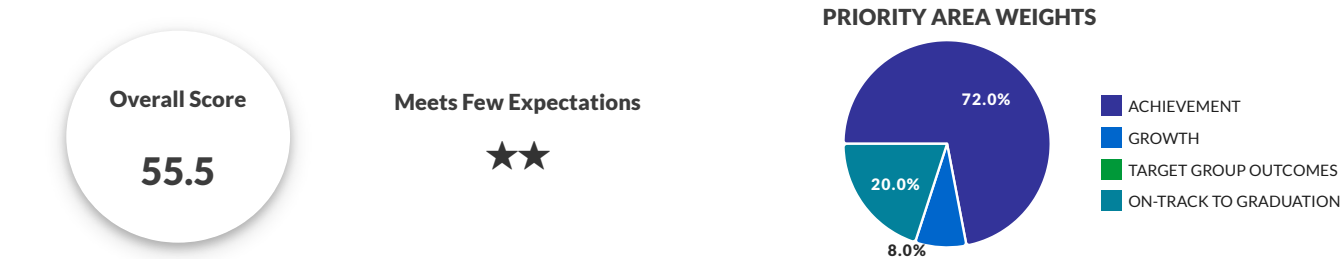 PRIORITY AREA WEIGHTS
Overall Score
55.5
Meets Few Expectations
★★
72.0%
20.0%
8.0%
ACHIEVEMENT
GROWTH
TARGET GROUP OUTCOMES
ON-TRACK TO GRADUATION